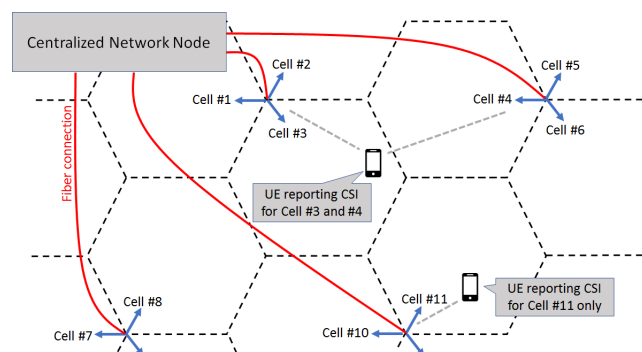 Centralized Network Node
Cell #2
Cell #1
Cell #3
Cell #5
Cell #4
Cell #6
Fiber connection
UE reporting CSI
for Cell #3 and #4
Cell #8
Cell #7
Cell #11
Cell #10
UE reporting CSI
for Cell #11 only